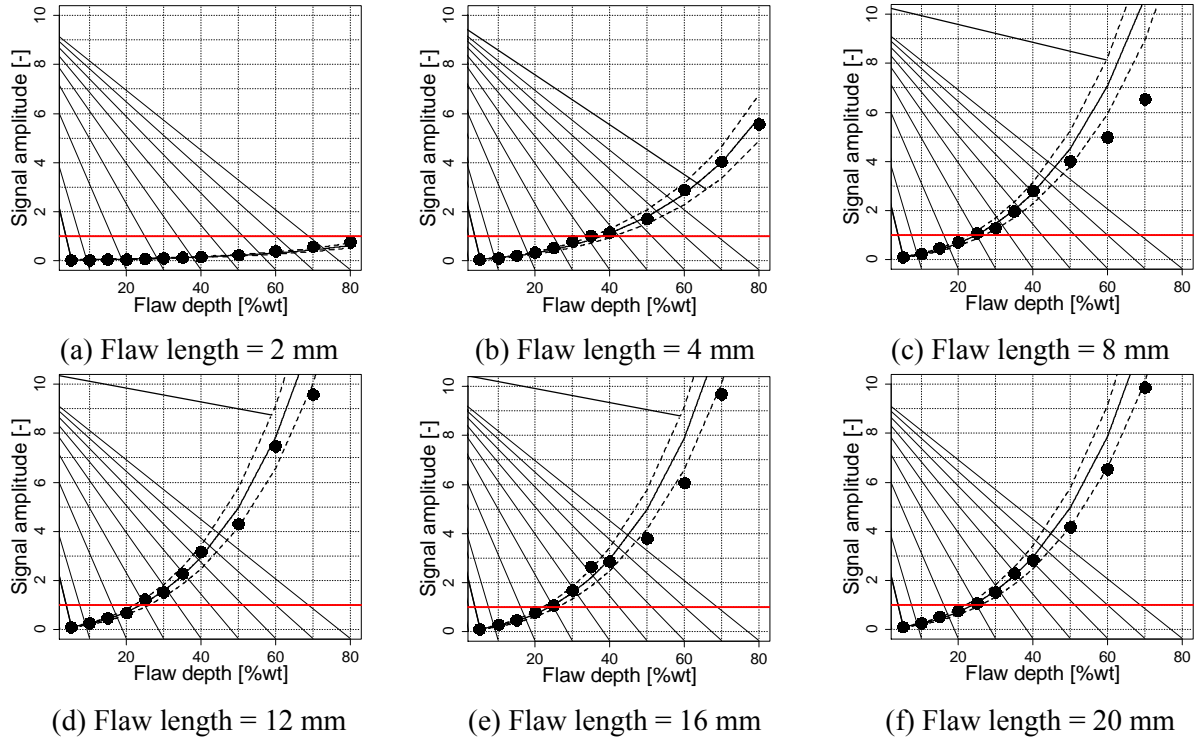 Signal amplitude [-]
0 2 4 6 8 10
20 40 60 80
Flaw depth [%wt]
(a) Flaw length = 2 mm
Signal amplitude [-]
0 2 4 6 8 10
20 40 60 80
Flaw depth [%wt]
(b) Flaw length = 4 mm
Signal amplitude [-]
0 2 4 6 8 10
20 40 60 80
Flaw depth [%wt]
(c) Flaw length = 8 mm
Signal amplitude [-]
0 2 4 6 8 10
20 40 60 80
Flaw depth [%wt]
(d) Flaw length = 12 mm
Signal amplitude [-]
0 2 4 6 8 10
20 40 60 80
Flaw depth [%wt]
(e) Flaw length = 16 mm
Signal amplitude [-]
0 2 4 6 8 10
20 40 60 80
Flaw depth [%wt]
(f) Flaw length = 20 mm